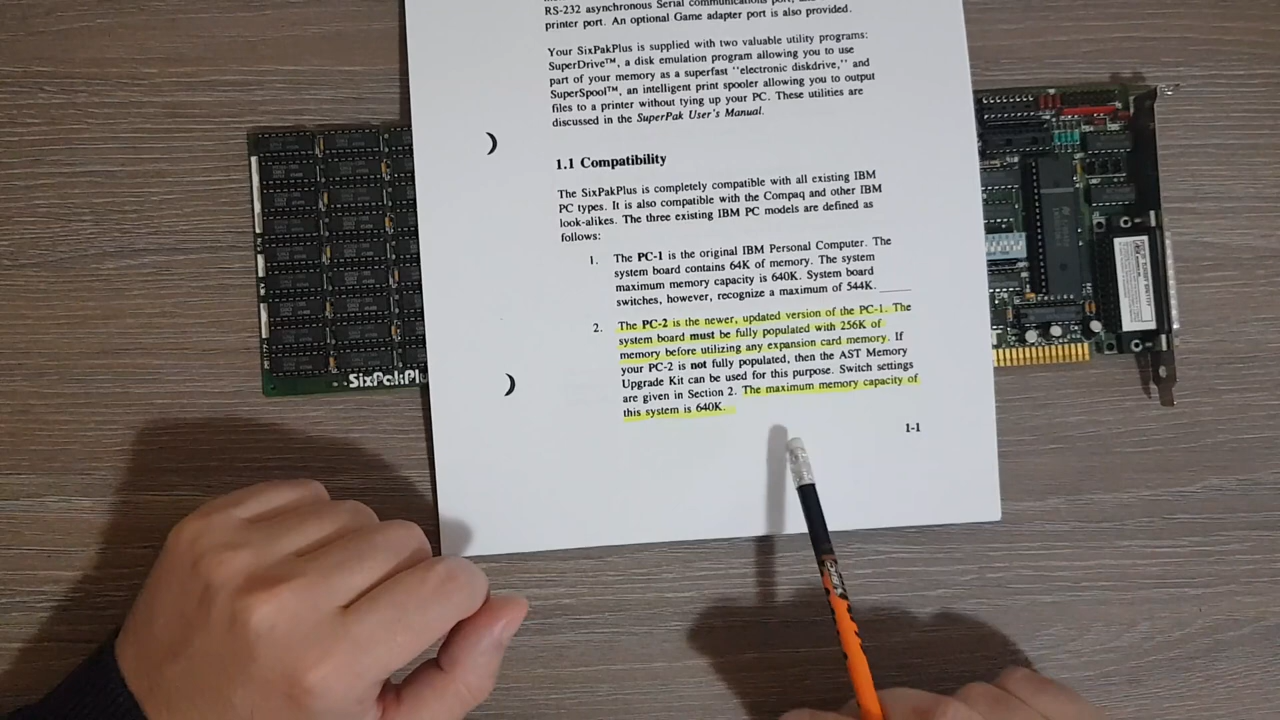 RS-232 asynchronous Serial communications port,
printer port. An optional Game adapter port is also provided.
Your SixPakPlus is supplied with two valuable utility programs:
SuperDrive™, a disk emulation program allowing you to use
part of your memory as a superfast "electronic diskdrive," and
SuperSpool™, an intelligent print spooler allowing you to output
files to a printer without tying up your PC. These utilities are
discussed in the SuperPak User's Manual.
1.1 Compatibility
The SixPakPlus is completely compatible with all existing IBM
PC types. It is also compatible with the Compaq and other IBM
look-alikes. The three existing IBM PC models are defined as
follows:
1. The PC-1 is the original IBM Personal Computer. The
system board contains 64K of memory. The system
maximum memory capacity is 640K. System board
switches, however, recognize a maximum of 544K.
2. The PC-2 is the newer, updated version of the PC-1. The
system board must be fully populated with 256K of
memory before utilizing any expansion card memory. If
your PC-2 is not fully populated, then the AST Memory
Upgrade Kit can be used for this purpose. Switch settings
are given in Section 2. The maximum memory capacity of
this system is 640K.
1-1
SixPakPlu